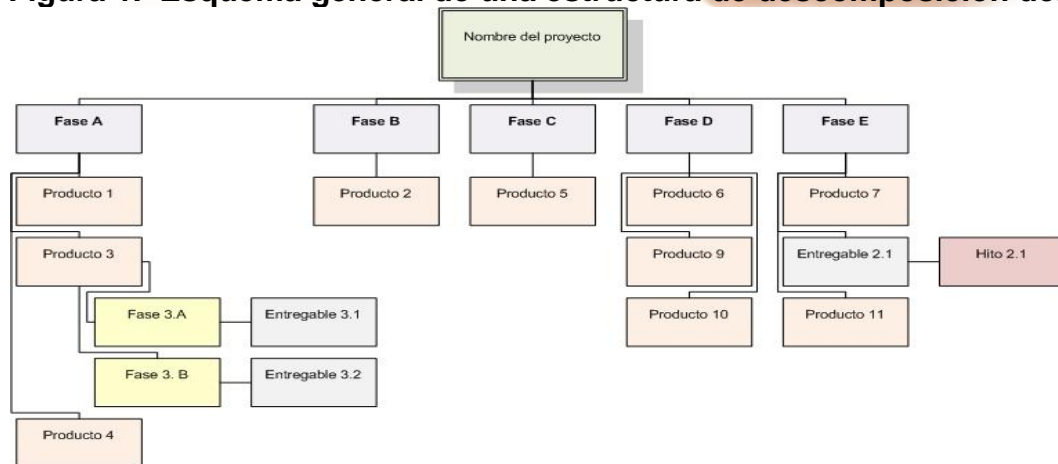 Figura 1. Esquema general de una estructura de descomposición del
Nombre del proyecto
Fase A
Fase B
Fase C
Fase D
Fase E
Producto 1
Producto 2
Producto 5
Producto 6
Producto 7
Producto 3
Producto 9
Entregable 2.1
Hito 2.1
Fase 3.A
Entregable 3.1
Producto 10
Producto 11
Fase 3. B
Entregable 3.2
Producto 4